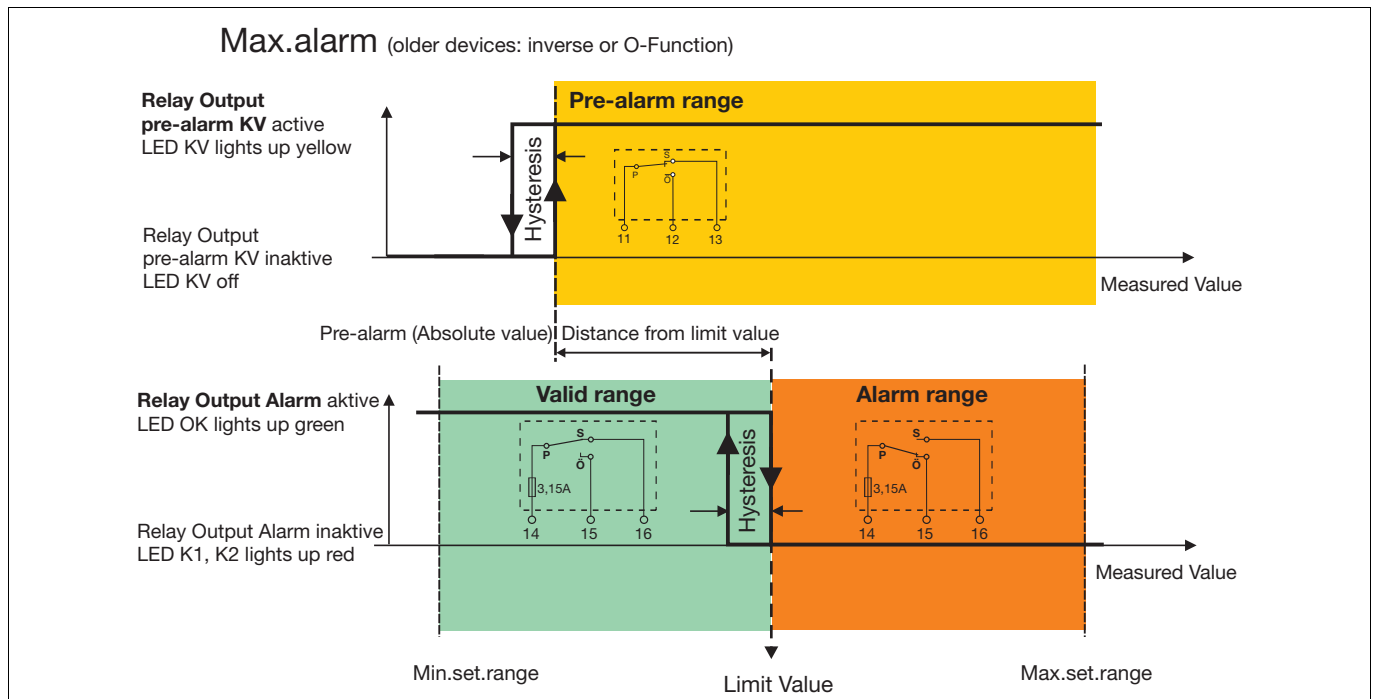 Max.alarm (older devices: inverse or O-Function)
Relay Output
pre-alarm KV active
LED KV lights up yellow
Pre-alarm range
Hysteresis
S
P
Ö
11 12 13
Relay Output
pre-alarm KV inaktive
LED KV off
Measured Value
Pre-alarm (Absolute value) Distance from limit value
Relay Output Alarm aktive
LED OK lights up green
Valid range
Alarm range
S
P
Ö
3,15A
14 15 16
Hysteresis
S
P
Ö
3,15A
14 15 16
Relay Output Alarm inaktive
LED K1, K2 lights up red
Measured Value
Min.set.range
Limit Value
Max.set.range